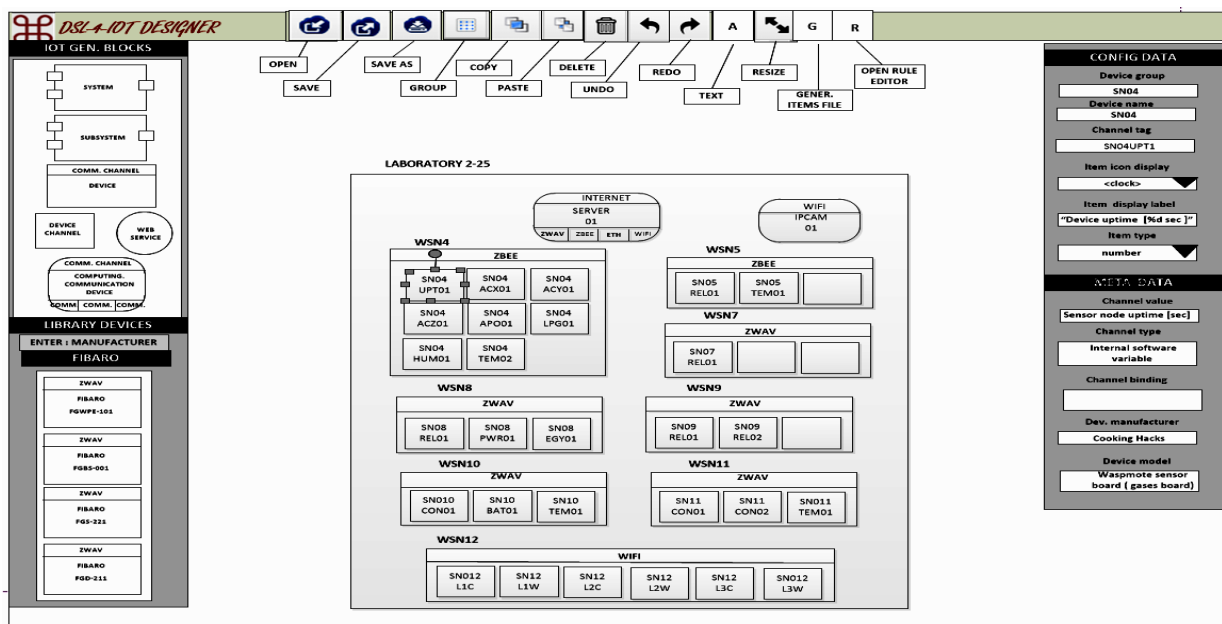 DSL-4-IOT DESIGNER
A
G
R
OPEN
SAVE
SAVE AS
GROUP
COPY
PASTE
DELETE
UNDO
REDO
TEXT
RESIZE
GENER.
ITEMS FILE
OPEN RULE
EDITOR
IOT GEN. BLOCKS
SYSTEM
SUBSYSTEM
COMM. CHANNEL
DEVICE
DEVICE
CHANNEL
WEB
SERVICE
COMM. CHANNEL
COMPUTING.
COMMUNICATION
DEVICE
COMM. COMM. COMM.
LIBRARY DEVICES
ENTER : MANUFACTURER
FIBARO
ZWAV
FIBARO
FGWPE-101
ZWAV
FIBARO
FGBS-001
ZWAV
FIBARO
FGS-221
ZWAV
FIBARO
FGD-211
LABORATORY 2-25
INTERNET
SERVER
01
ZWAV ZBEE ETH WIFI
WIFI
IPCAM
01
WSN4
ZBEE
SN04
UPT01
SN04
ACX01
SN04
ACY01
SN04
ACZ01
SN04
APO01
SN04
LPG01
SN04
HUM01
SN04
TEM02
WSN5
ZBEE
SN05
REL01
SN05
TEM01
WSN7
ZWAV
SN07
REL01
WSN8
ZWAV
SN08
REL01
SN08
PWR01
SN08
EGY01
WSN9
ZWAV
SN09
REL01
SN09
REL02
WSN10
ZWAV
SN010
CON01
SN10
BAT01
SN10
TEM01
WSN11
ZWAV
SN11
CON01
SN11
CON02
SN011
TEM01
WSN12
WIFI
SN012
L1C
SN12
L1W
SN12
L2C
SN12
L2W
SN12
L3C
SN012
L3W
CONFIG DATA
Device group
SN04
Device name
SN04
Channel tag
SN04UPT1
Item icon display
<clock>
Item display label
"Device uptime [%d sec ]"
Item type
number
META DATA
Channel value
Sensor node uptime [sec]
Channel type
Internal software
variable
Channel binding
Dev. manufacturer
Cooking Hacks
Device model
Waspmote sensor
board ( gases board)